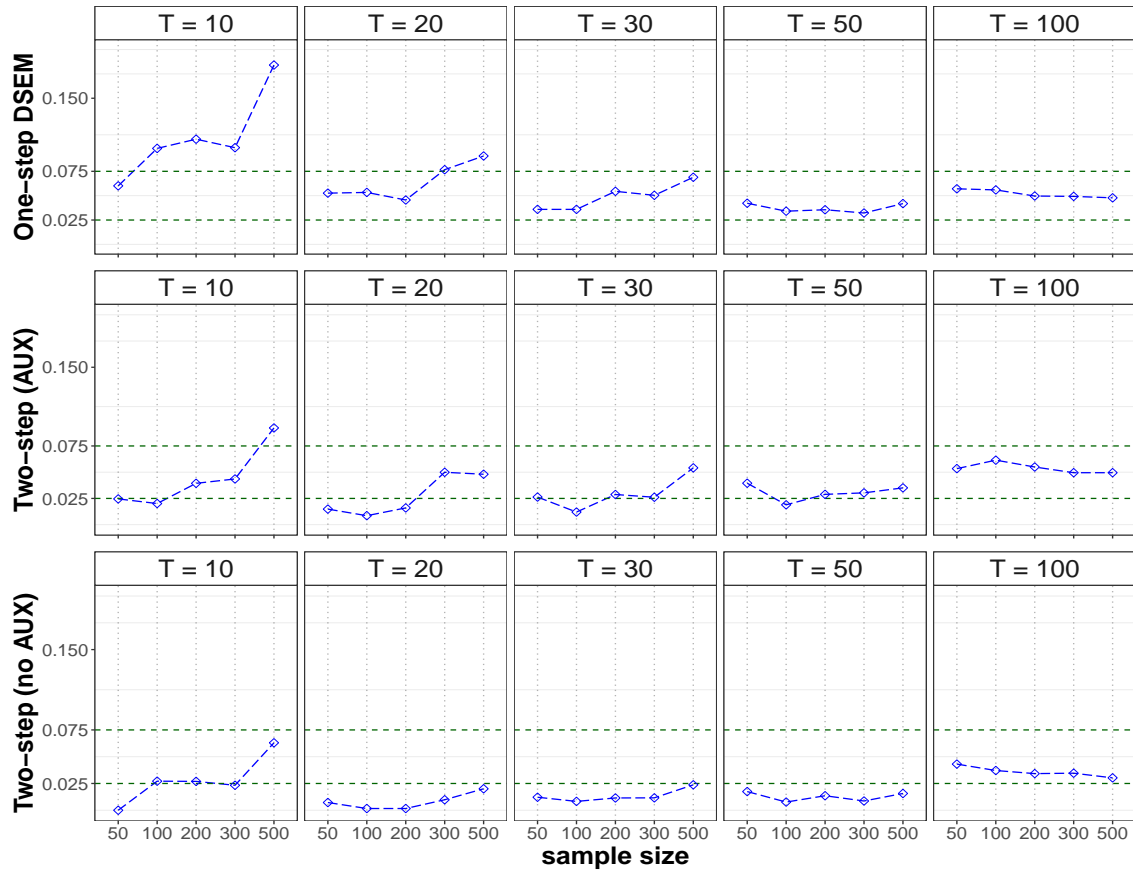 T = 10 T = 20 T = 30 T = 50 T = 100
One−step DSEM
0.150
0.075
0.025
T = 10 T = 20 T = 30 T = 50 T = 100
Two−step (AUX)
0.150
0.075
0.025
T = 10 T = 20 T = 30 T = 50 T = 100
Two−step (no AUX)
0.150
0.075
0.025
50 100 200 300 500 50 100 200 300 500 50 100 200 300 500 50 100 200 300 500 50 100 200 300 500
sample size